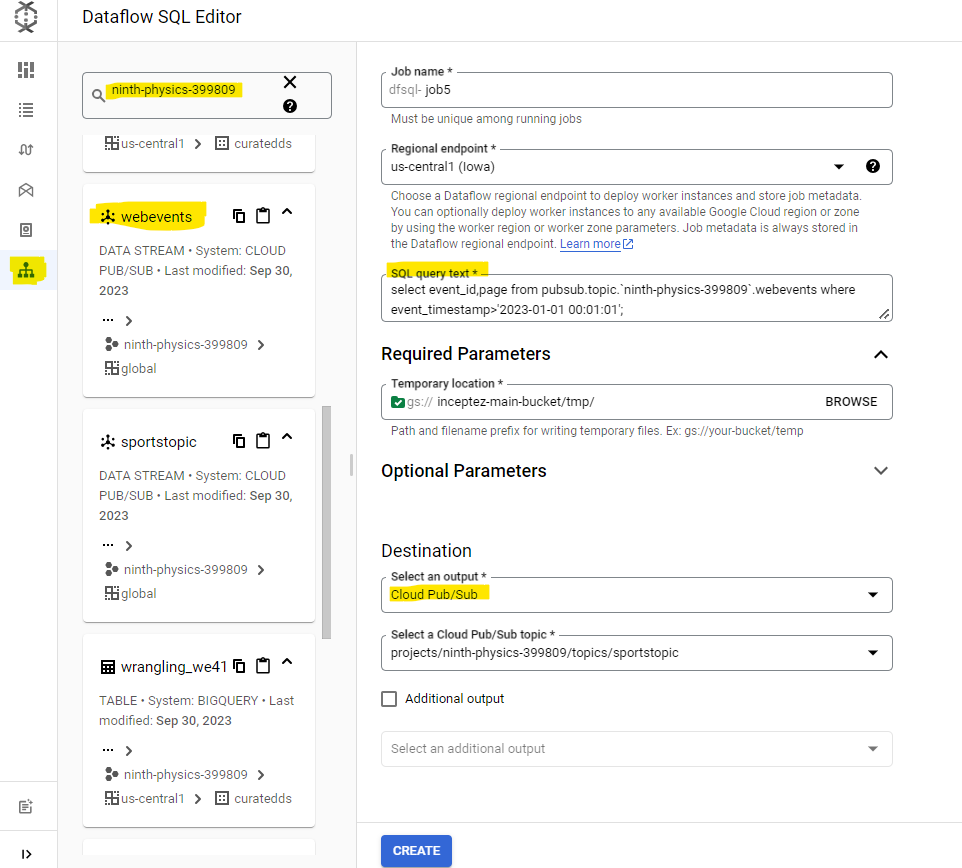 Dataflow SQL Editor
ninth-physics-399809
us-central1 curatedds
webevents
DATA STREAM • System: CLOUD
PUB/SUB • Last modified: Sep 30,
2023
...
ninth-physics-399809
global
sportstopic
DATA STREAM • System: CLOUD
PUB/SUB • Last modified: Sep 30,
2023
...
ninth-physics-399809
global
wrangling_we41
TABLE • System: BIGQUERY • Last
modified: Sep 30, 2023
...
ninth-physics-399809
us-central1 curatedds
Job name *
dfsql- job5
Must be unique among running jobs
Regional endpoint *
us-central1 (Iowa)
Choose a Dataflow regional endpoint to deploy worker instances and store job metadata.
You can optionally deploy worker instances to any available Google Cloud region or zone
by using the worker region or worker zone parameters. Job metadata is always stored in
the Dataflow regional endpoint. Learn more
SQL query text *
select event_id,page from pubsub.topic.`ninth-physics-399809`.webevents where
event_timestamp>'2023-01-01 00:01:01';
Required Parameters
Temporary location *
gs:// inceptez-main-bucket/tmp/ BROWSE
Path and filename prefix for writing temporary files. Ex: gs://your-bucket/temp
Optional Parameters
Destination
Select an output *
Cloud Pub/Sub
Select a Cloud Pub/Sub topic *
projects/ninth-physics-399809/topics/sportstopic
Additional output
Select an additional output
CREATE